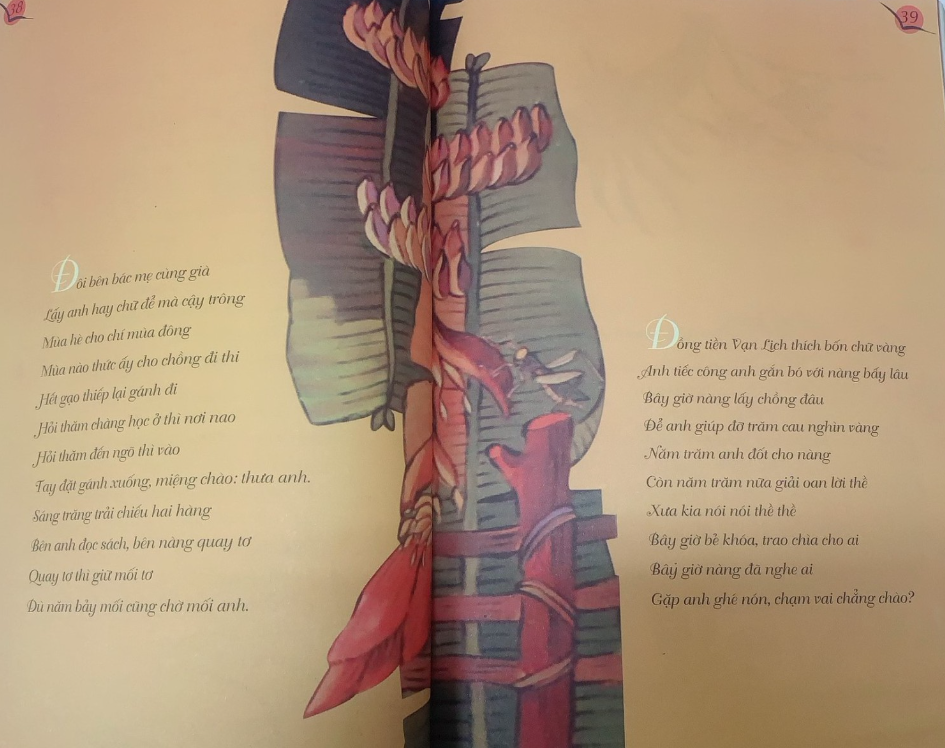 38
Đôi bên bác mẹ cùng già
Lấy anh hay chữ để mà cậy trông
Mùa hè cho chí mùa đông
Mùa nào thức ấy cho chồng đi thi
Hết gạo thiếp lại gánh đi
Hỏi thăm chàng học ở thì nơi nao
Hỏi thăm đến ngõ thì vào
Tay đặt gánh xuống, miệng chào: thưa anh.
Sáng trăng trải chiếu hai hàng
Bên anh đọc sách, bên nàng quay tơ
Quay tơ thì giữ mối tơ
Dù năm bảy mối cũng chờ mối anh.
39
Đồng tiền Vạn Lịch thích bốn chữ vàng
Anh tiếc công anh gắn bó với nàng bấy lâu
Bây giờ nàng lấy chồng đâu
Để anh giúp đỡ trăm cau nghìn vàng
Năm trăm anh đốt cho nàng
Còn năm trăm nữa giải oan lời thề
Xưa kia nói nói thề thề
Bây giờ bẻ khóa, trao chìa cho ai
Bây giờ nàng đã nghe ai
Gặp anh ghé nón, chạm vai chẳng chào?